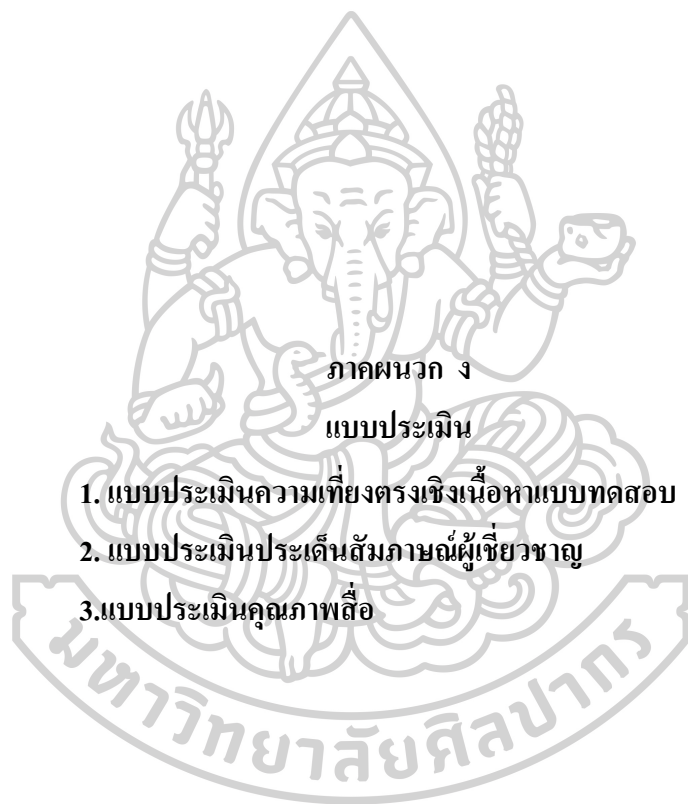 ภาคผนวก ง
แบบประเมิน
1. แบบประเมินความเที่ยงตรงเชิงเนื้อหาแบบทดสอบ
2. แบบประเมินประเด็นสัมภาษณ์ผู้เชี่ยวชาญ
3.แบบประเมินคุณภาพสื่อ
มหาวิทยาลัยศิลปากร